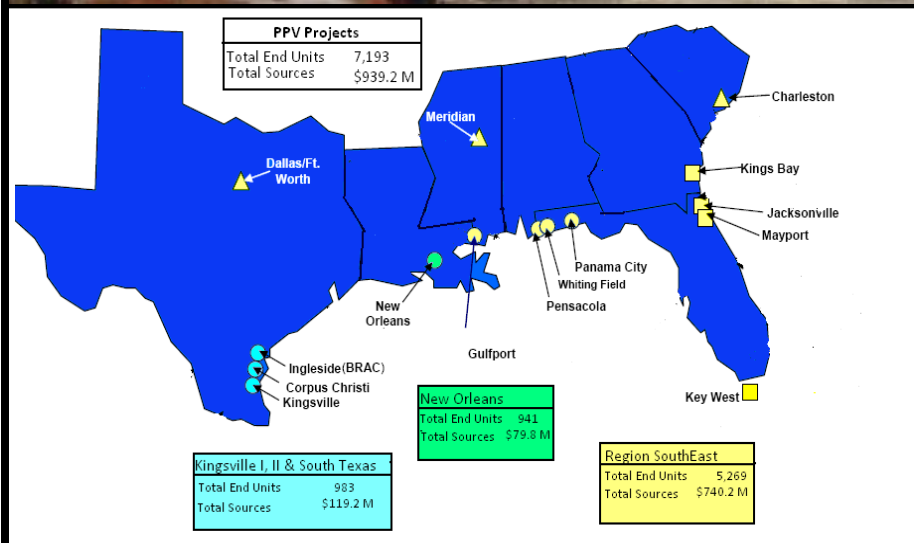 PPV Projects
Total End Units 7,193
Total Sources $939.2 M
Charleston
Meridian
Dallas/Ft.
Worth
Kings Bay
Jacksonville
Mayport
Panama City
Whiting Field
Pensacola
New
Orleans
Gulfport
Ingleside(BRAC)
Corpus Christi
Kingsville
Key West
New Orleans
Total End Units 941
Total Sources $79.8 M
Region SouthEast
Total End Units 5,269
Total Sources $740.2 M
Kingsville I, II & South Texas
Total End Units 983
Total Sources $119.2 M